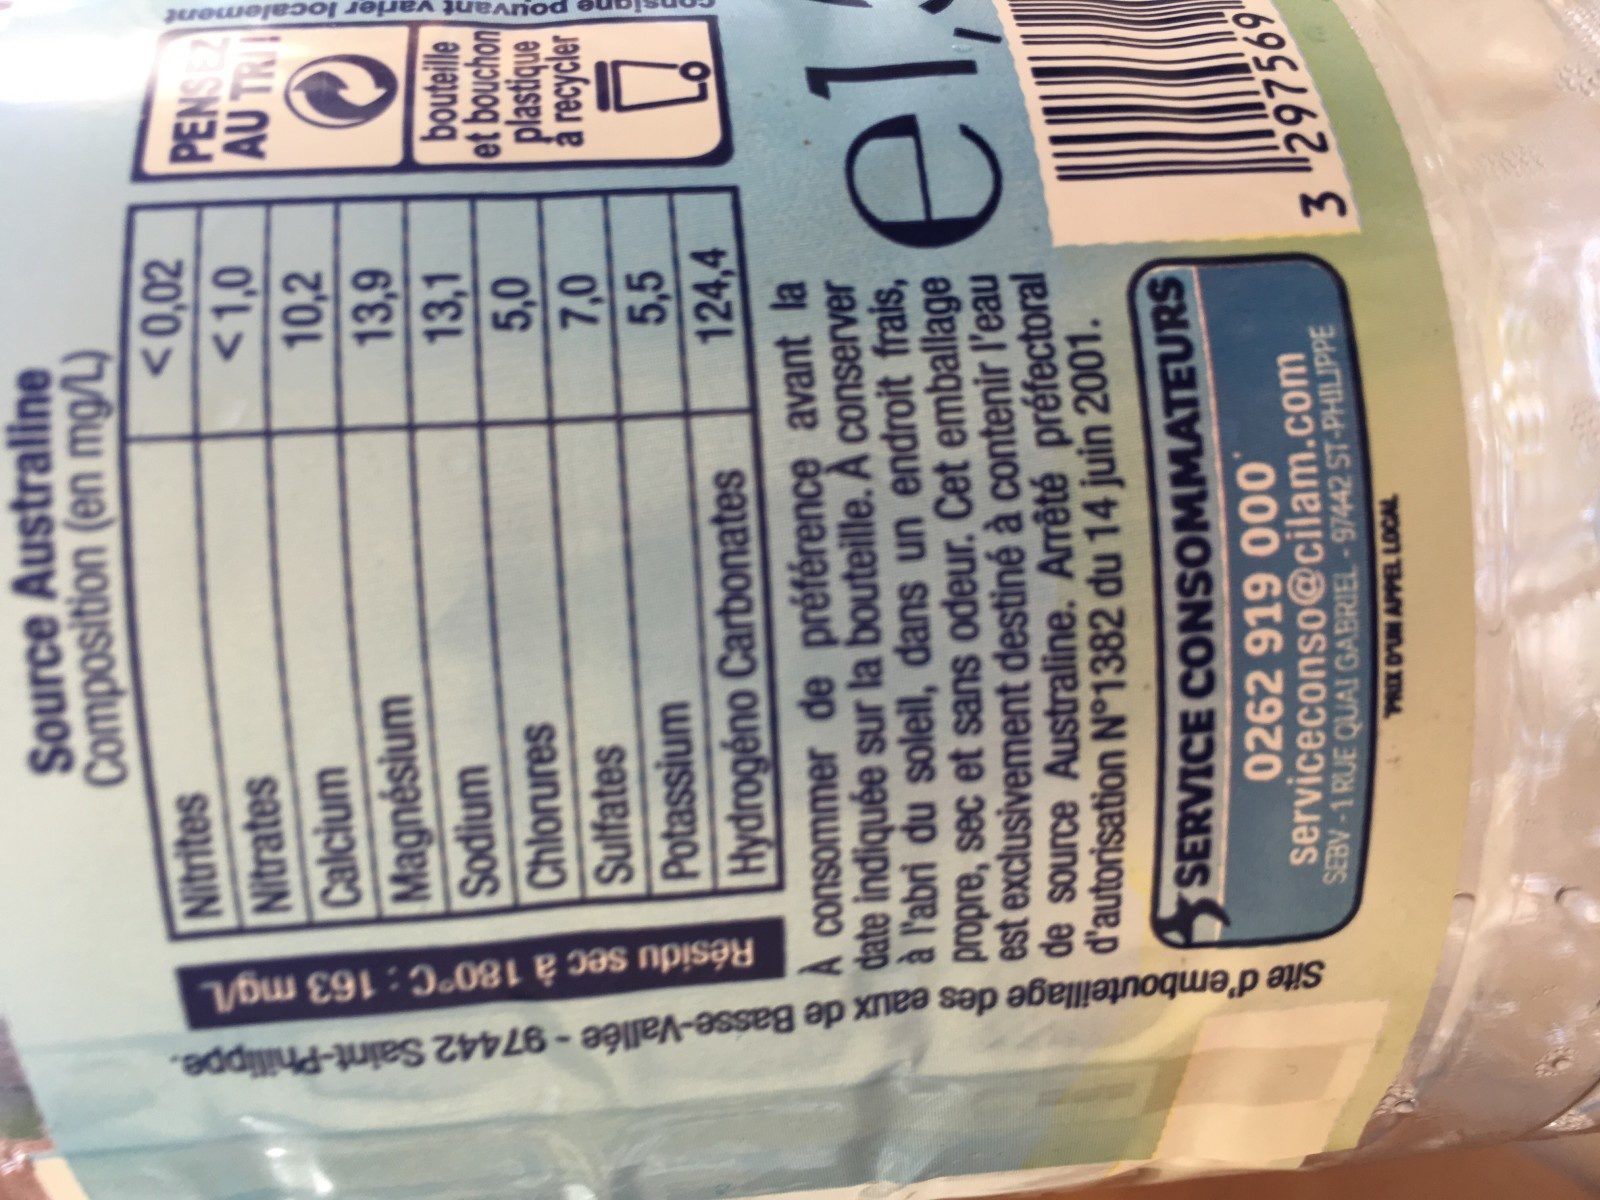 Source Australine
Composition (en mg/L)
Nitrites < 0,02
Nitrates < 1,0
Calcium 10,2
Magnésium 13,9
Sodium 13,1
Chlorures 5,0
Sulfates 7,0
Potassium 5,5
Hydrogéno Carbonates 124,4
Résidu sec à 180°C : 163 mg/L
Site d'embouteillage des eaux de Basse-Vallée - 97442 Saint-Philippe.
À consommer de préférence avant la
date indiquée sur la bouteille. À conserver
à l'abri du soleil, dans un endroit frais,
propre, sec et sans odeur. Cet emballage
est exclusivement destiné à contenir l'eau
de source Australine. Arrêté préfectoral
d'autorisation N°1382 du 14 juin 2001.
SERVICE CONSOMMATEURS
0262 919 000*
serviceconso@cilam.com
SEBV - 1 RUE QUAI GABRIEL - 97442 ST-PHILIPPE
*PRIX D'UN APPEL LOCAL
consigne pouvant varier localement
PENSEZ
AU TRI !
bouteille
et bouchon
plastique
à recycler
e1,
3 297569